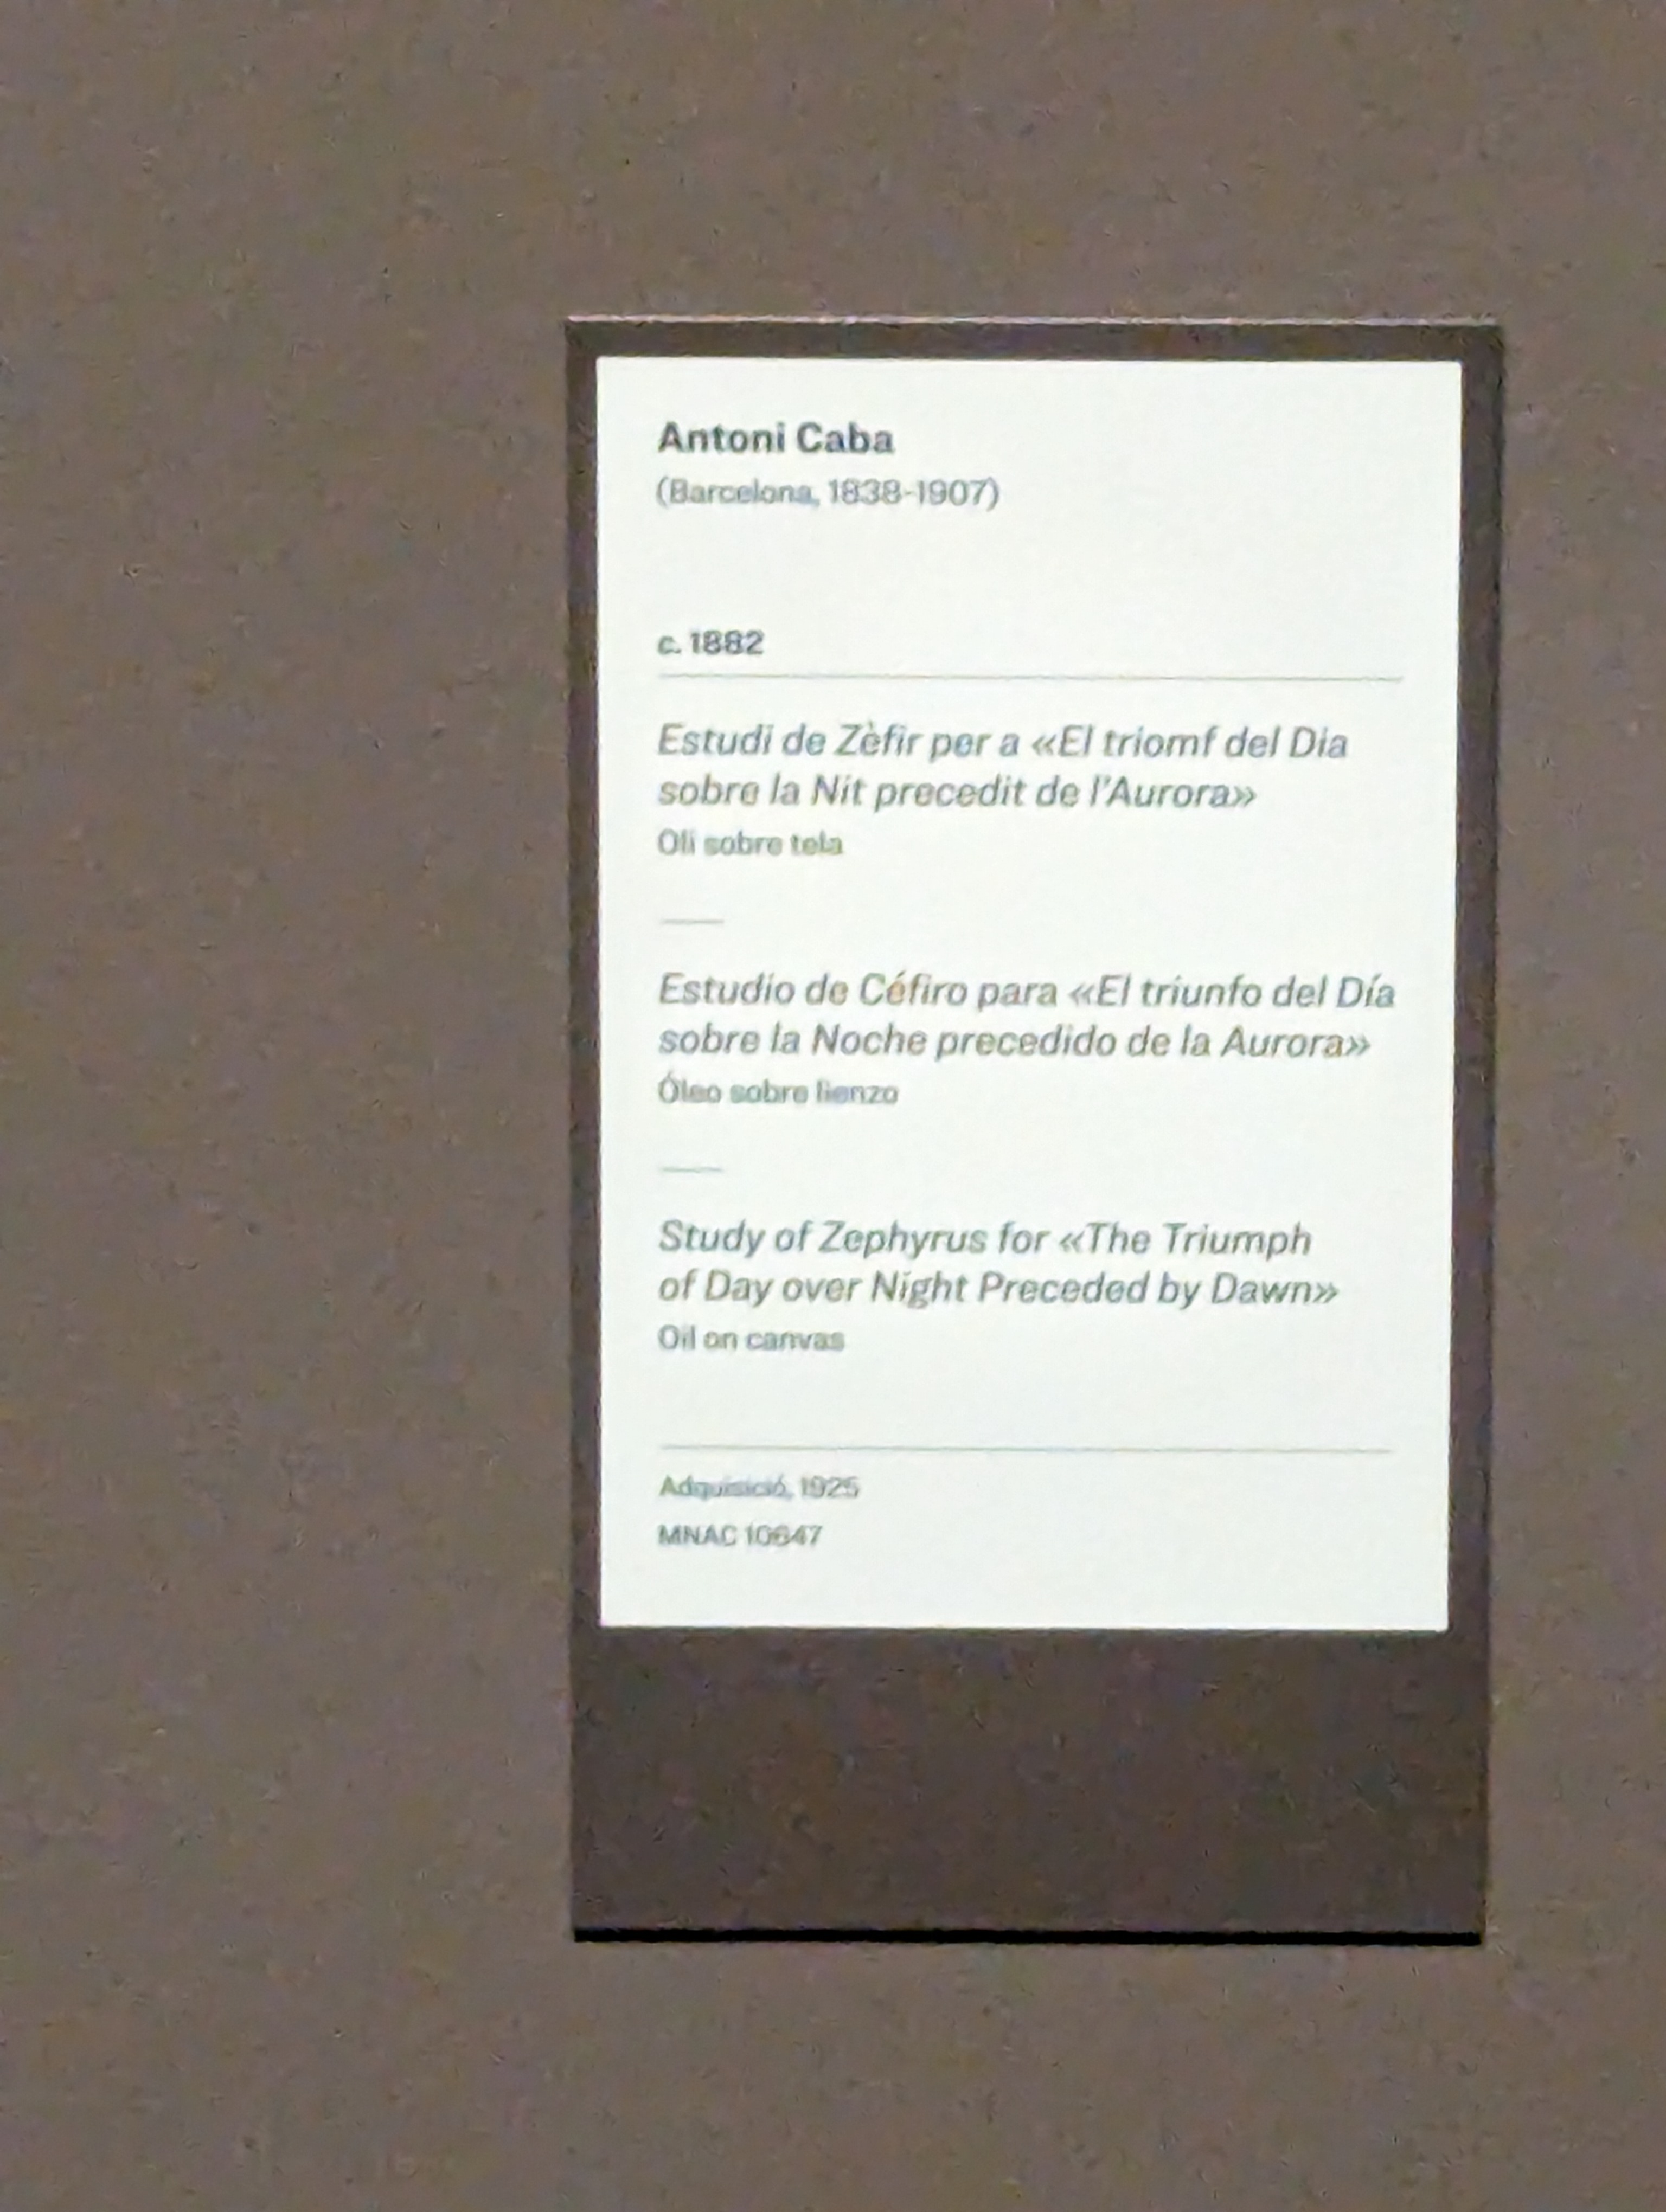 Antoni Caba
(Barcelona, 1838-1907)
c. 1882
Estudi de Zèfir per a «El triomf del Dia
sobre la Nit precedit de l'Aurora»
Oli sobre tela
Estudio de Céfiro para «El triunfo del Día
sobre la Noche precedido de la Aurora»
Óleo sobre lienzo
Study of Zephyrus for «The Triumph
of Day over Night Preceded by Dawn»
Oil on canvas
Adquisició, 1925
MNAC 10647